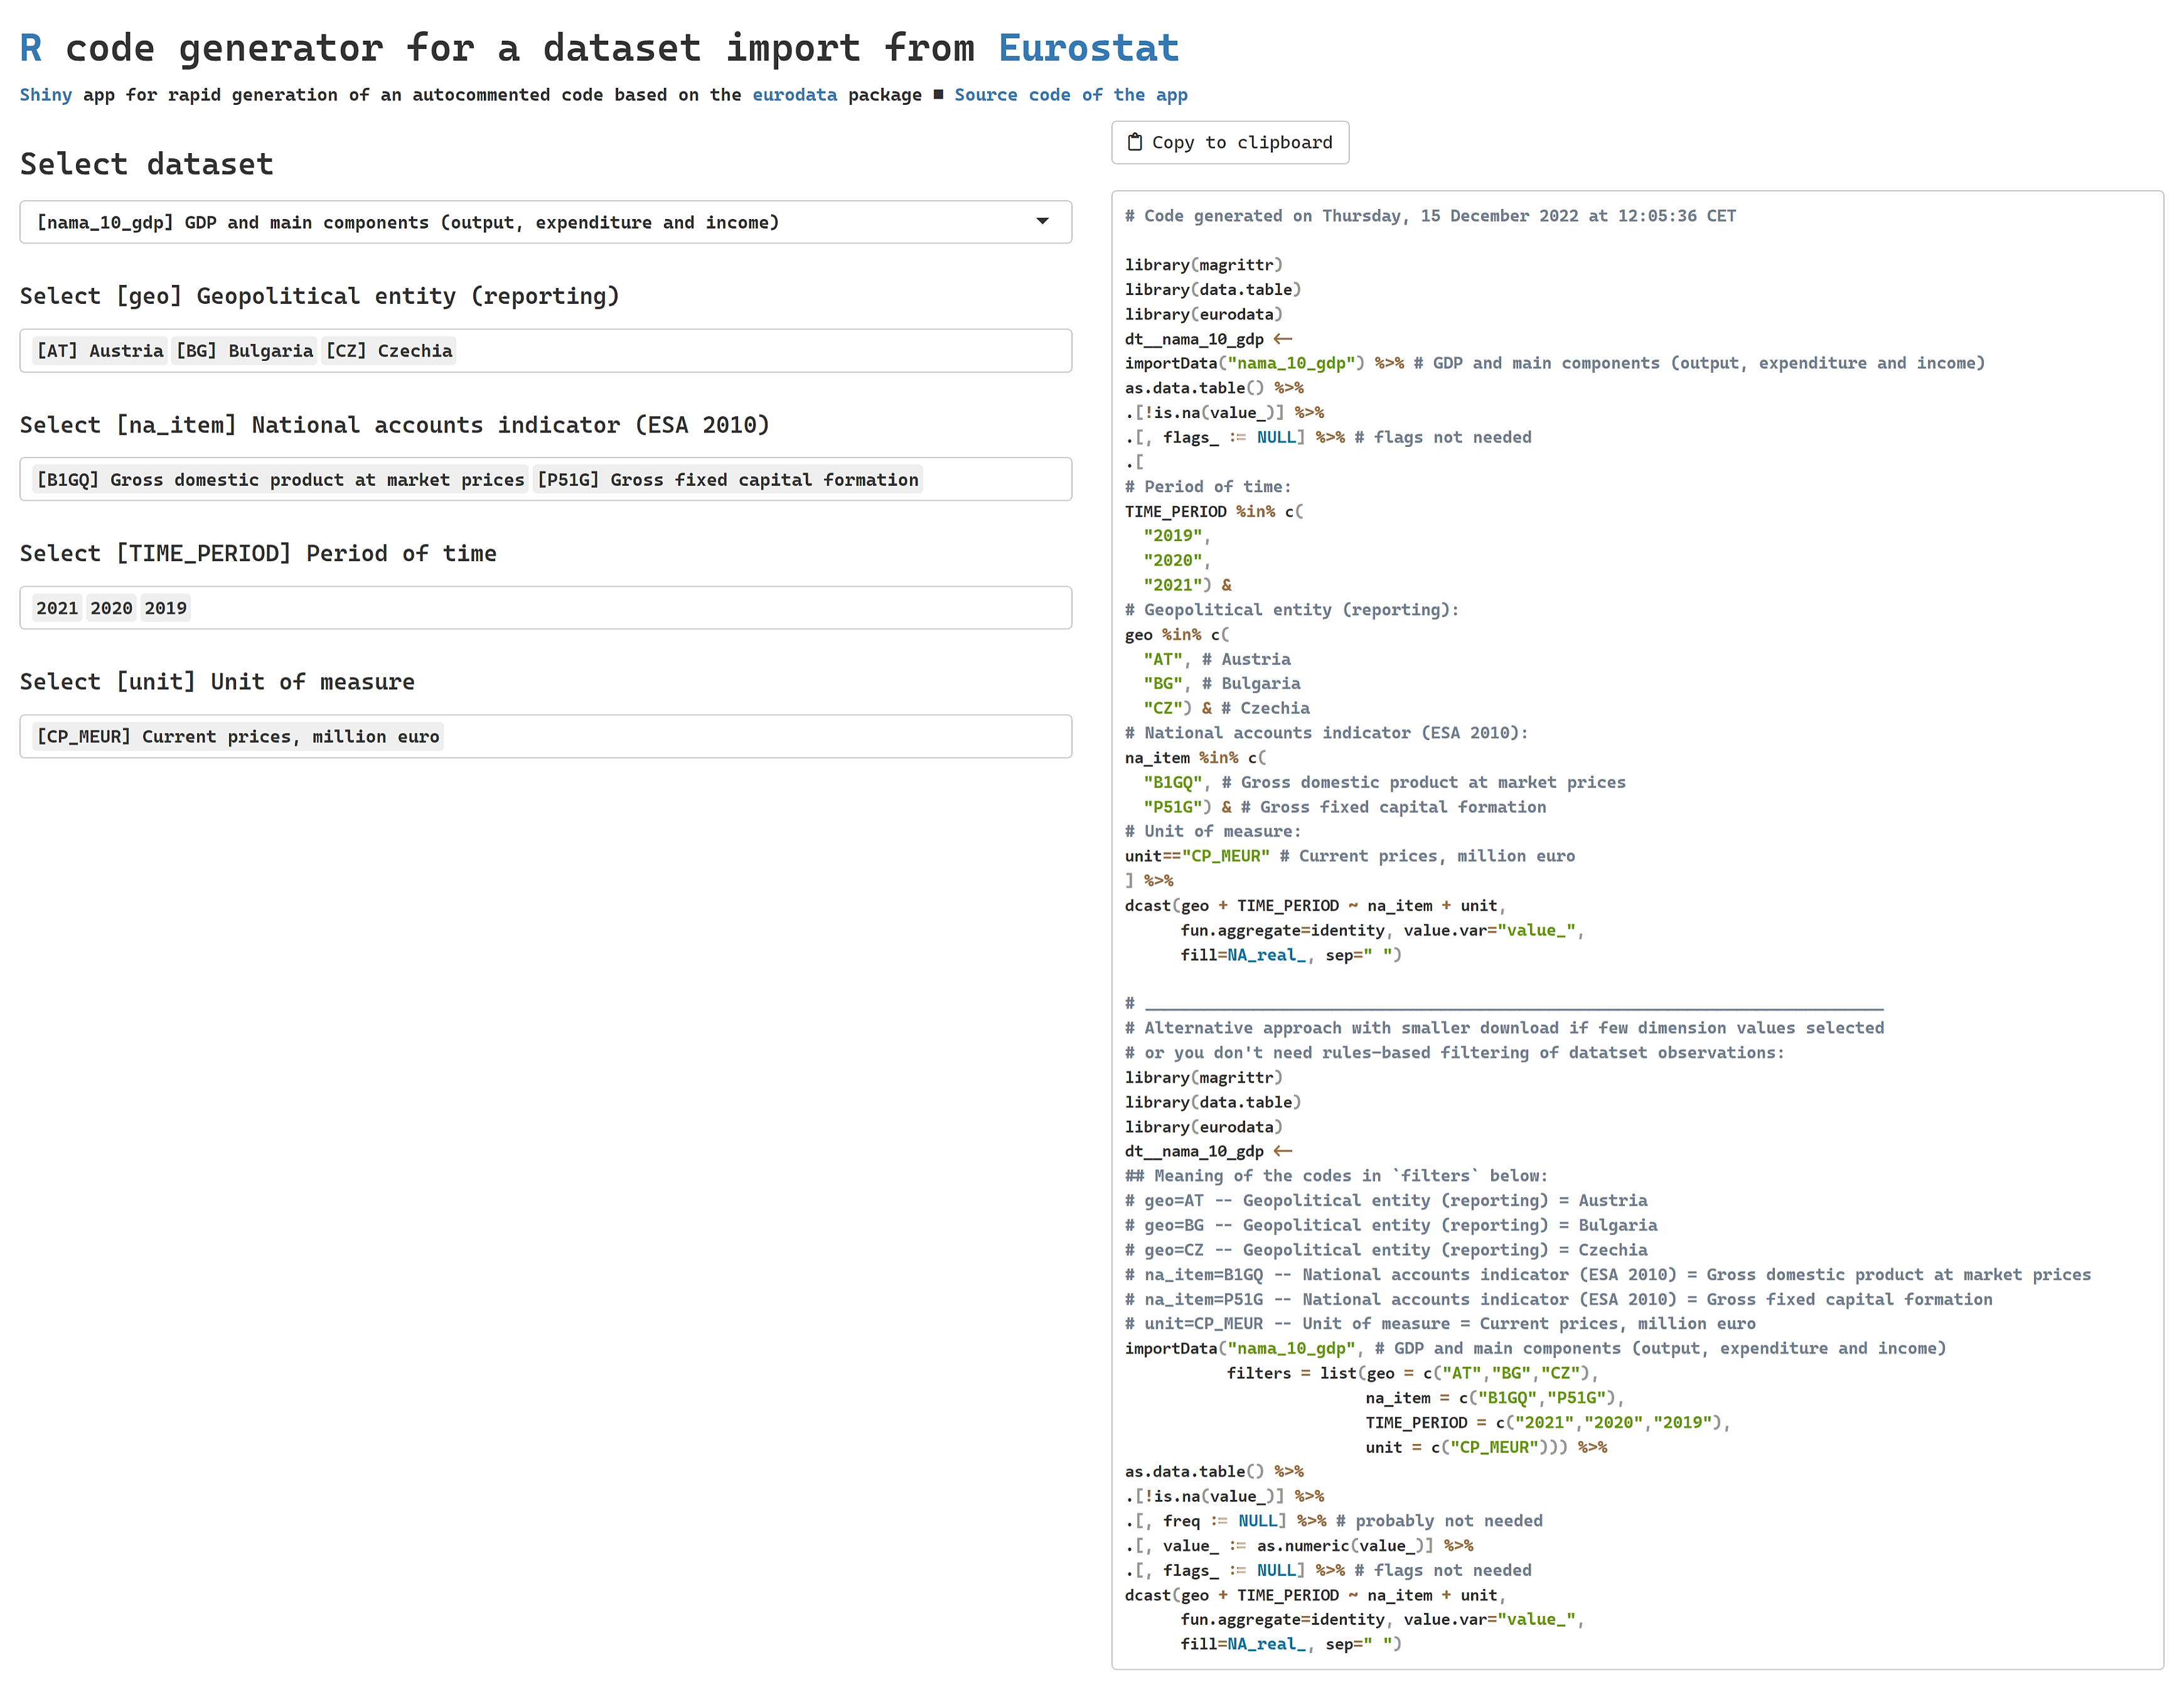 R code generator for a dataset import from Eurostat
Shiny app for rapid generation of an autocommented code based on the eurodata package ■ Source code of the app
Select dataset
[nama_10_gdp] GDP and main components (output, expenditure and income)
Select [geo] Geopolitical entity (reporting)
[AT] Austria [BG] Bulgaria [CZ] Czechia
Select [na_item] National accounts indicator (ESA 2010)
[B1GQ] Gross domestic product at market prices [P51G] Gross fixed capital formation
Select [TIME_PERIOD] Period of time
2021 2020 2019
Select [unit] Unit of measure
[CP_MEUR] Current prices, million euro
Copy to clipboard
# Code generated on Thursday, 15 December 2022 at 12:05:36 CET
library(magrittr)
library(data.table)
library(eurodata)
dt__nama_10_gdp <-
importData("nama_10_gdp") %>% # GDP and main components (output, expenditure and income)
as.data.table() %>%
.[!is.na(value_)] %>%
.[, flags_ := NULL] %>% # flags not needed
.[
# Period of time:
TIME_PERIOD %in% c(
  "2019",
  "2020",
  "2021") &
# Geopolitical entity (reporting):
geo %in% c(
  "AT", # Austria
  "BG", # Bulgaria
  "CZ") & # Czechia
# National accounts indicator (ESA 2010):
na_item %in% c(
  "B1GQ", # Gross domestic product at market prices
  "P51G") & # Gross fixed capital formation
# Unit of measure:
unit=="CP_MEUR" # Current prices, million euro
] %>%
dcast(geo + TIME_PERIOD ~ na_item + unit,
      fun.aggregate=identity, value.var="value_",
      fill=NA_real_, sep=" ")
# ________________________________________________________________________________
# Alternative approach with smaller download if few dimension values selected
# or you don't need rules-based filtering of datatset observations:
library(magrittr)
library(data.table)
library(eurodata)
dt__nama_10_gdp <-
## Meaning of the codes in `filters` below:
# geo=AT -- Geopolitical entity (reporting) = Austria
# geo=BG -- Geopolitical entity (reporting) = Bulgaria
# geo=CZ -- Geopolitical entity (reporting) = Czechia
# na_item=B1GQ -- National accounts indicator (ESA 2010) = Gross domestic product at market prices
# na_item=P51G -- National accounts indicator (ESA 2010) = Gross fixed capital formation
# unit=CP_MEUR -- Unit of measure = Current prices, million euro
importData("nama_10_gdp", # GDP and main components (output, expenditure and income)
           filters = list(geo = c("AT","BG","CZ"),
                          na_item = c("B1GQ","P51G"),
                          TIME_PERIOD = c("2021","2020","2019"),
                          unit = c("CP_MEUR"))) %>%
as.data.table() %>%
.[!is.na(value_)] %>%
.[, freq := NULL] %>% # probably not needed
.[, value_ := as.numeric(value_)] %>%
.[, flags_ := NULL] %>% # flags not needed
dcast(geo + TIME_PERIOD ~ na_item + unit,
      fun.aggregate=identity, value.var="value_",
      fill=NA_real_, sep=" ")